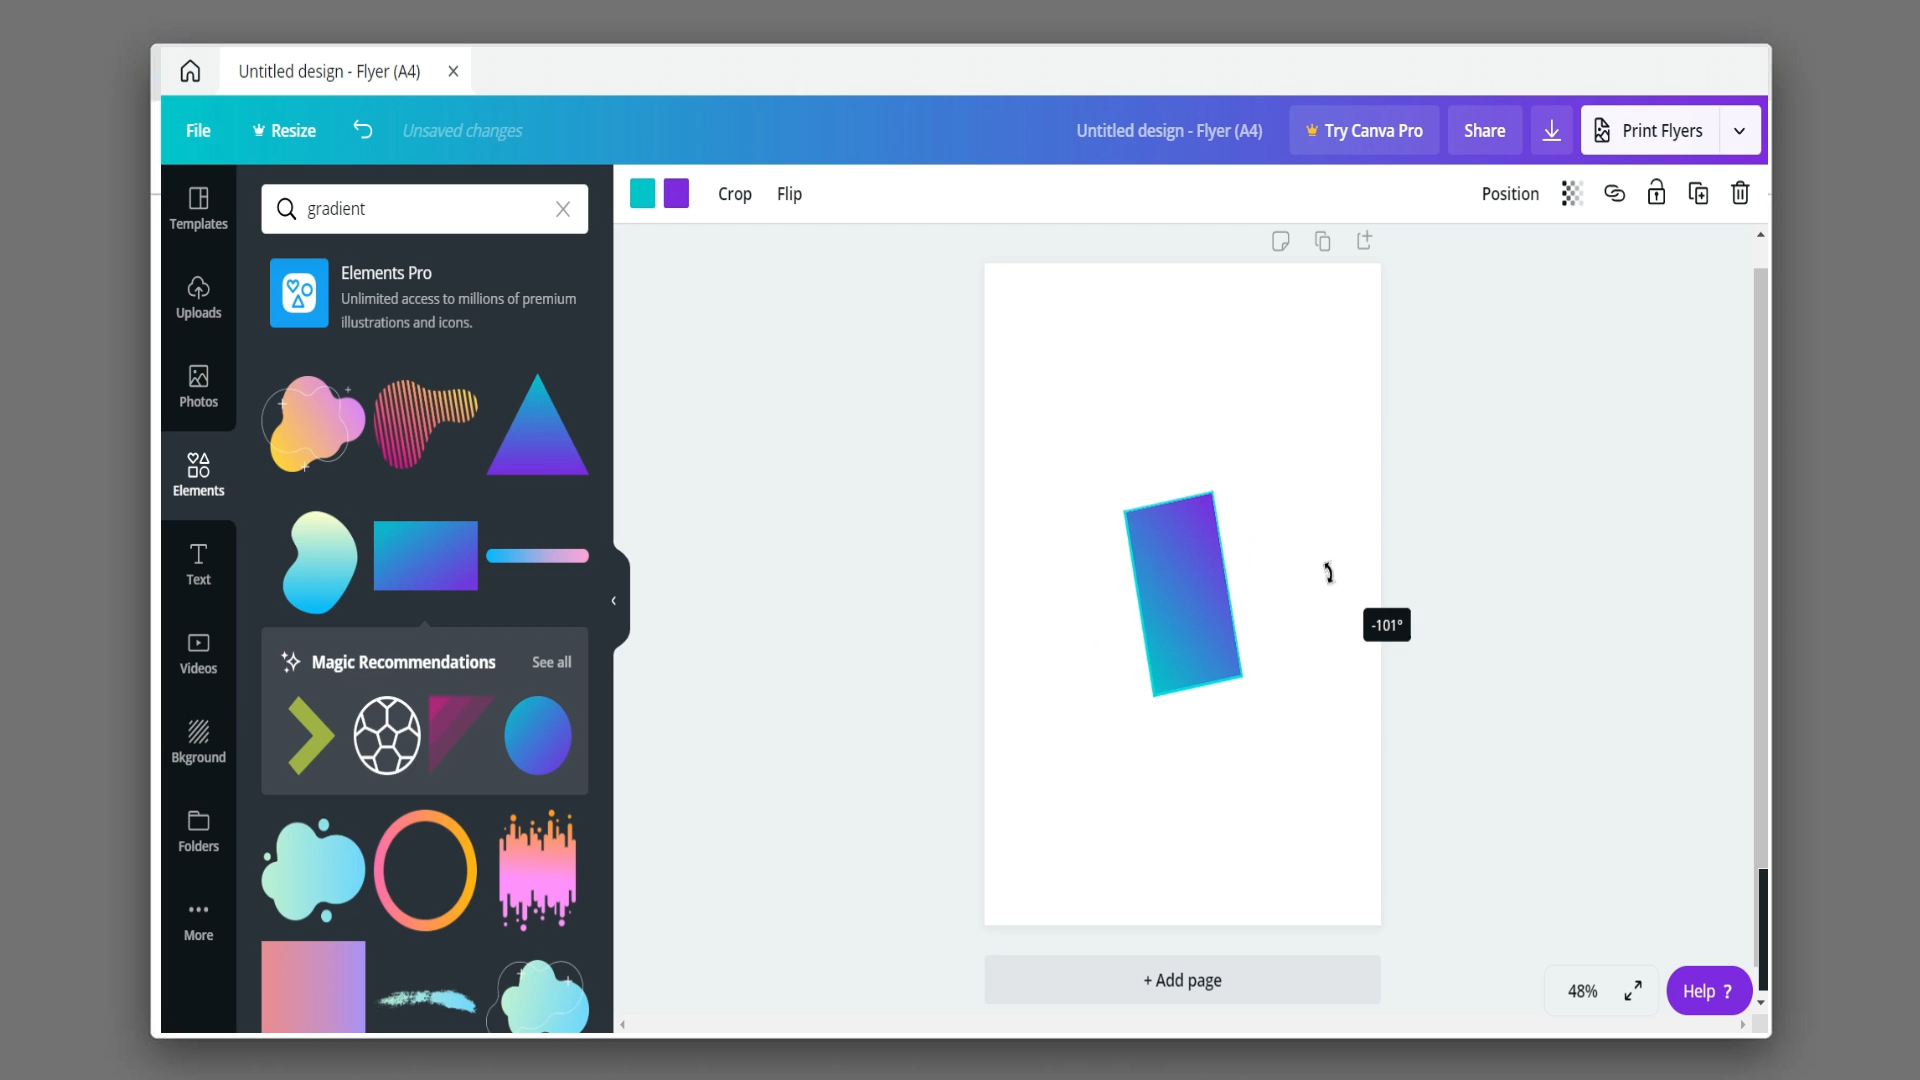 Untitled design - Flyer (A4)
File
Resize
Unsaved changes
Untitled design - Flyer (A4)
Try Canva Pro
Share
Print Flyers
Templates
Uploads
Photos
Elements
Text
Videos
Bkground
Folders
More
gradient
Elements Pro
Unlimited access to millions of premium
illustrations and icons.
Magic Recommendations
See all
Crop
Flip
Position
-101°
+ Add page
48%
Help ?